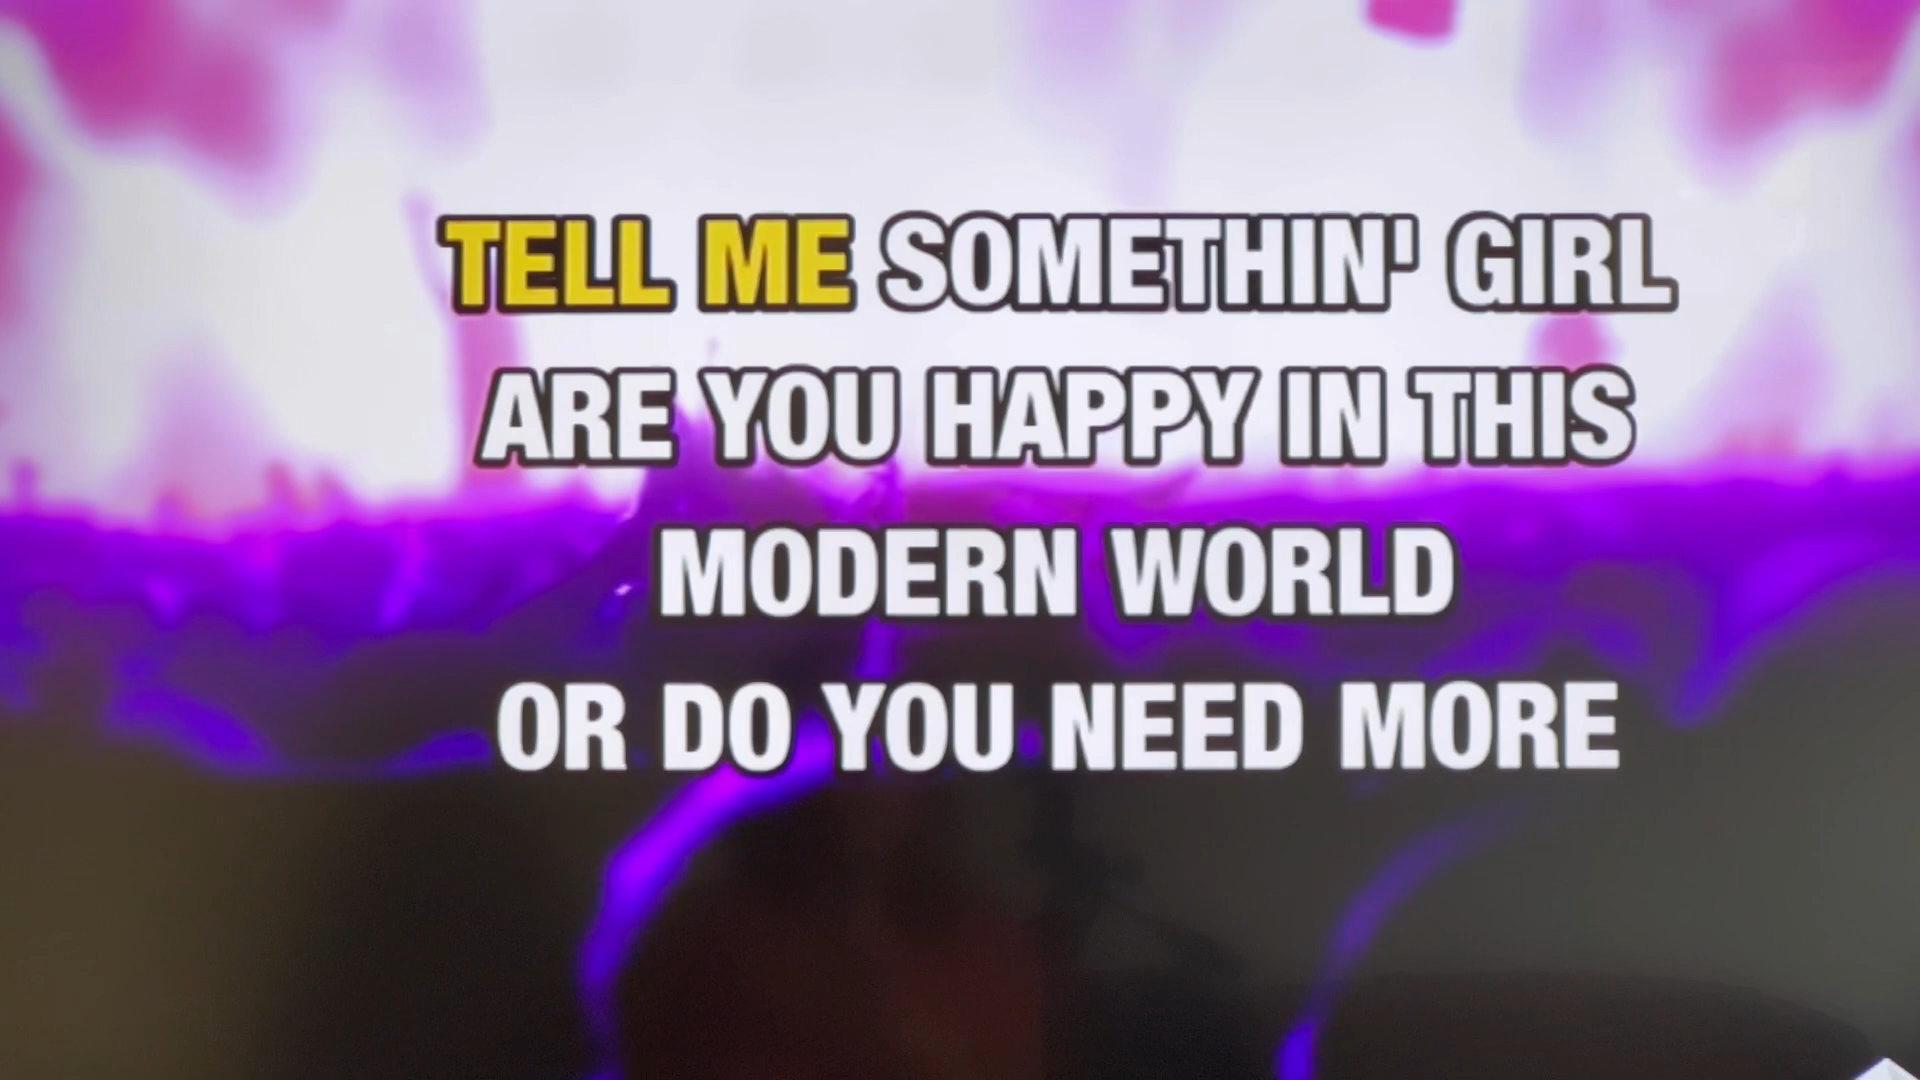 TELL ME SOMETHIN' GIRL
ARE YOU HAPPY IN THIS
MODERN WORLD
OR DO YOU NEED MORE